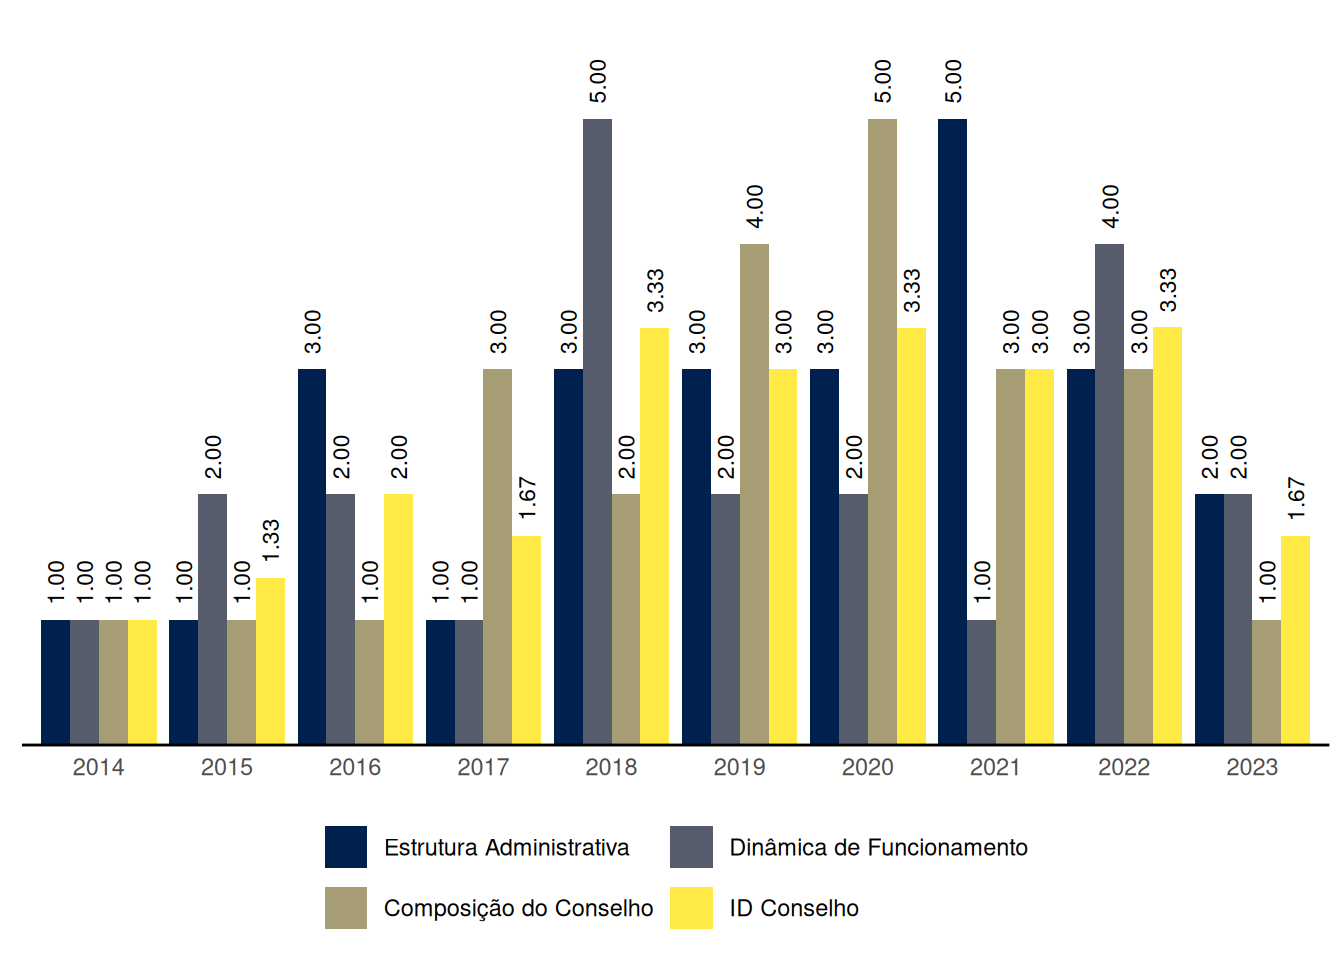 1.00 1.00 1.00 1.00
1.00 2.00 1.00 1.33
3.00 2.00 1.00 2.00
1.00 1.00 3.00 1.67
3.00 5.00 2.00 3.33
3.00 2.00 4.00 3.00
3.00 2.00 5.00 3.33
5.00 1.00 3.00 3.00
3.00 4.00 3.00 3.33
2.00 2.00 1.00 1.67
2014 2015 2016 2017 2018 2019 2020 2021 2022 2023
Estrutura Administrativa Dinâmica de Funcionamento
Composição do Conselho ID Conselho